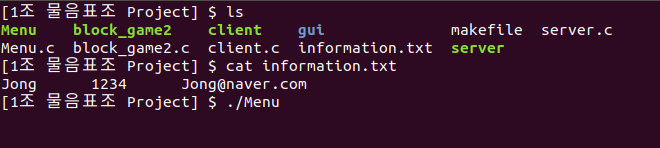 [1조 물음표조 Project] $ ls
Menu block_game2 client gui makefile server.c
Menu.c block_game2.c client.c information.txt server
[1조 물음표조 Project] $ cat information.txt
Jong 1234 Jong@naver.com
[1조 물음표조 Project] $ ./Menu